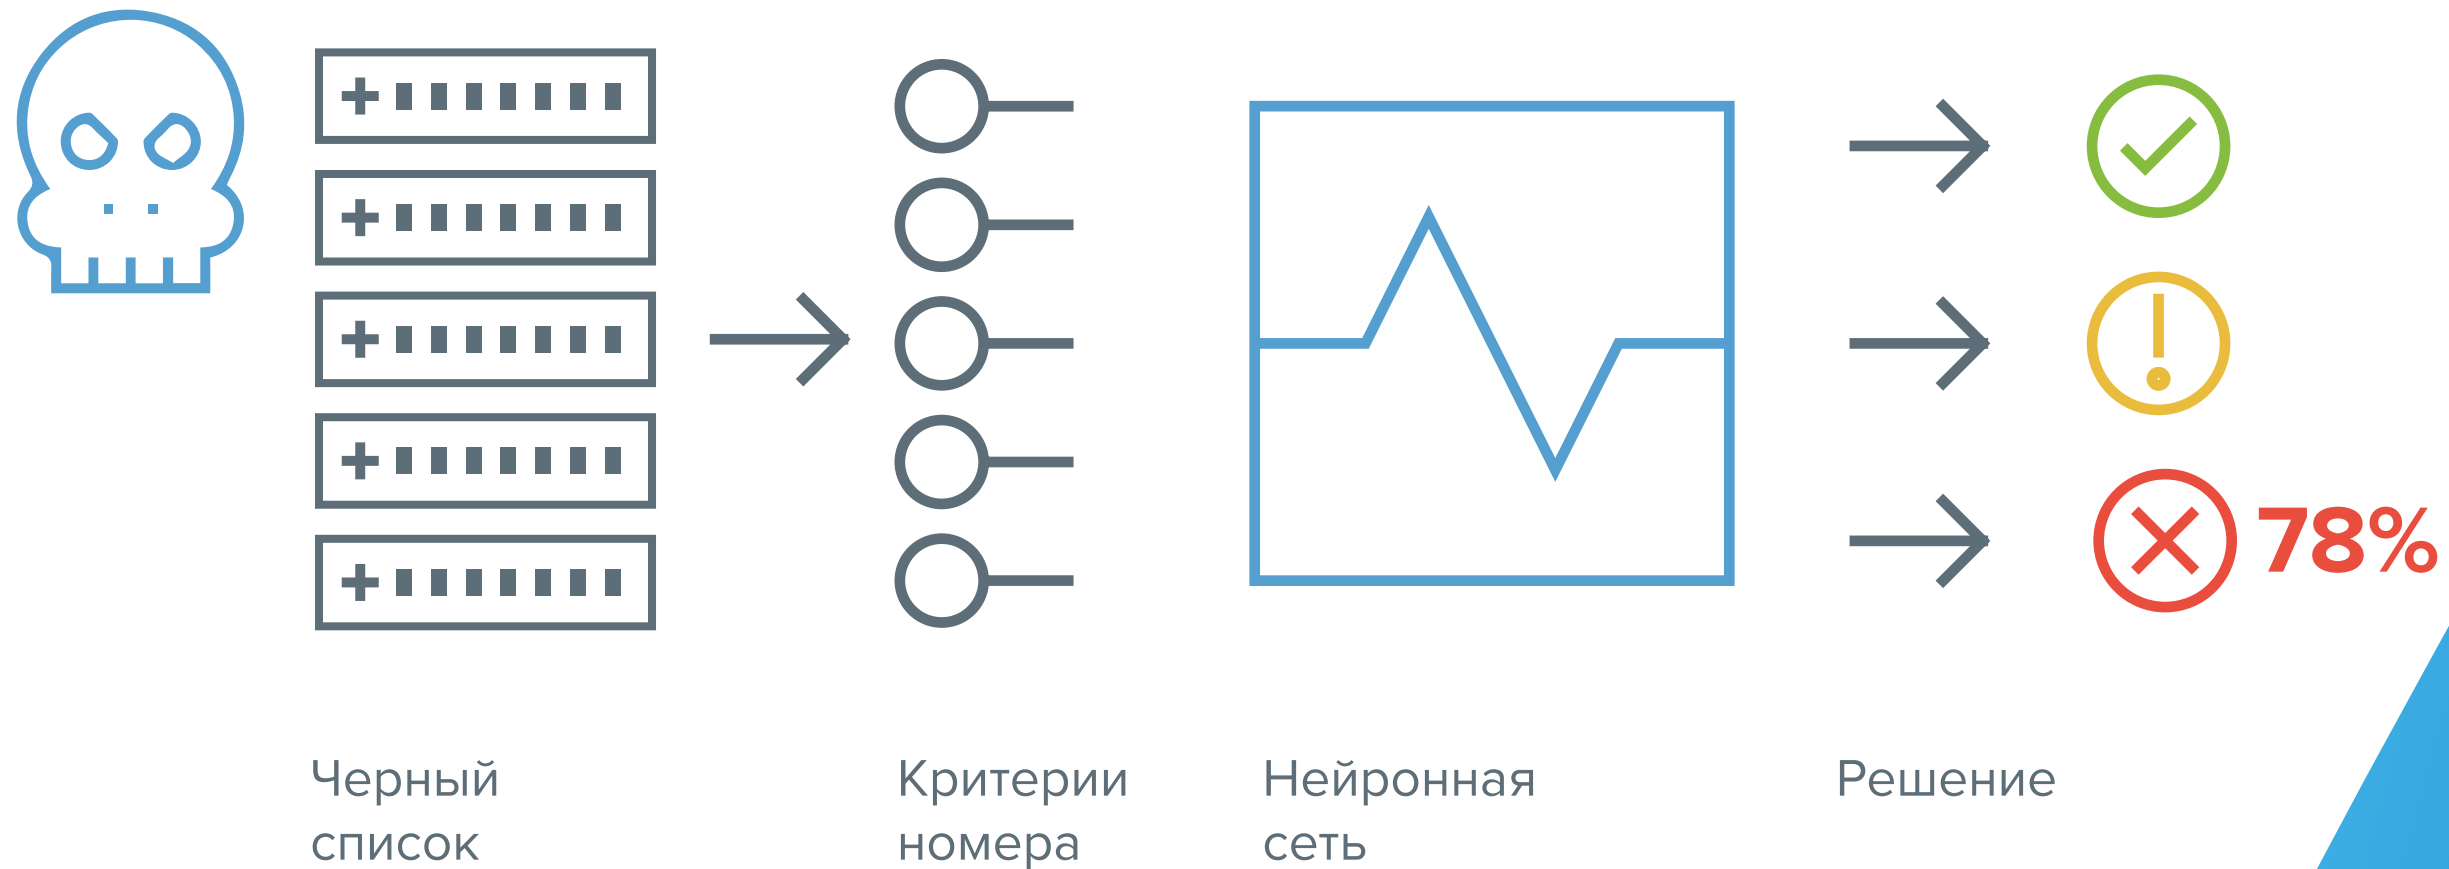 78%
Черный
список
Критерии
номера
Нейронная
сеть
Решение